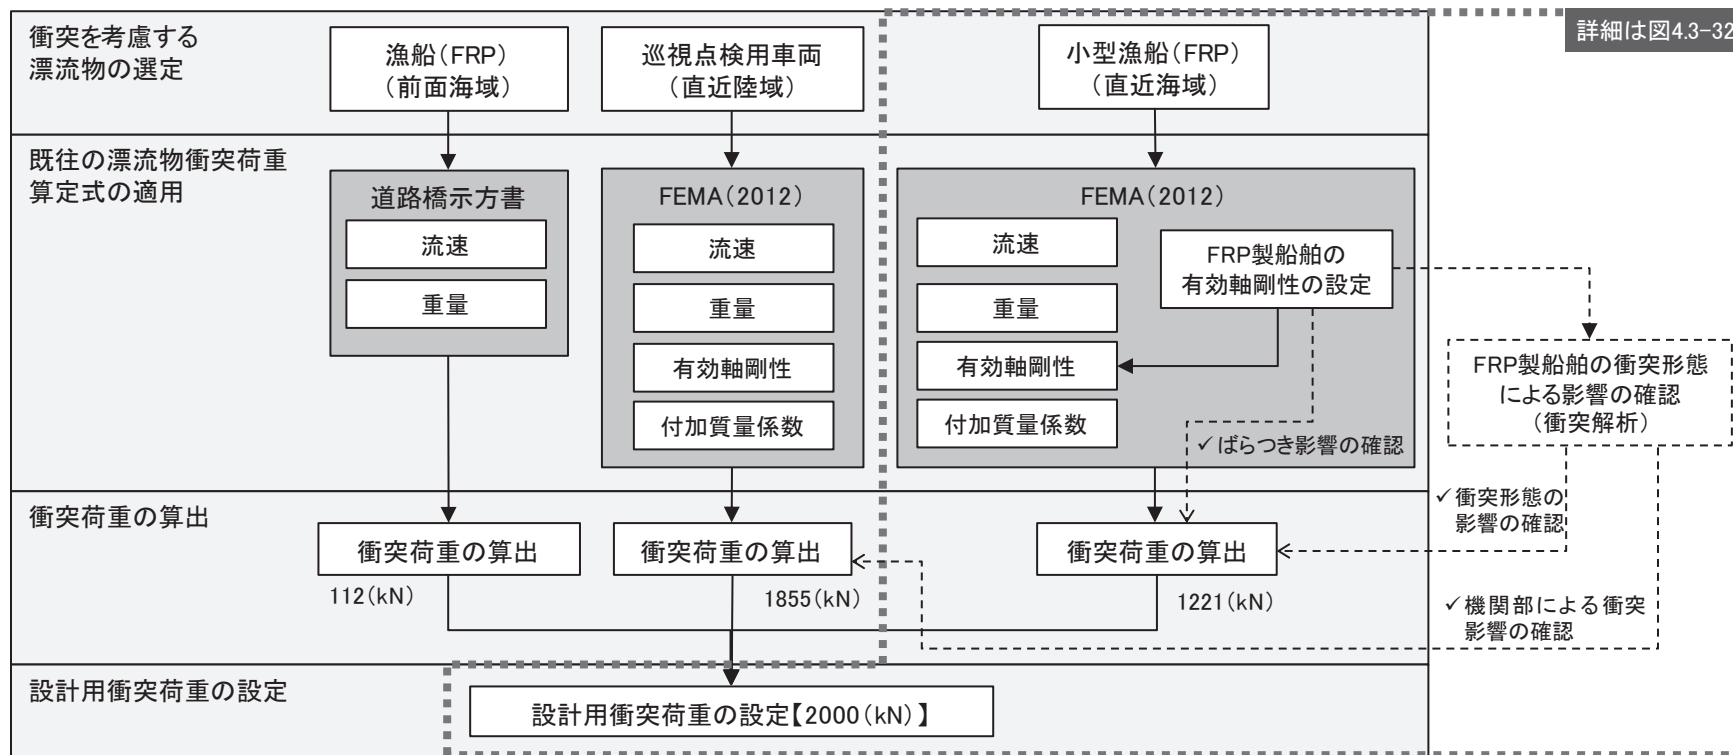 詳細は図4.3-32
衝突を考慮する
漂流物の選定
漁船(FRP)
(前面海域)
巡視点検用車両
(直近陸域)
小型漁船(FRP)
(直近海域)
既往の漂流物衝突荷重
算定式の適用
道路橋示方書
流速
重量
FEMA(2012)
流速
重量
有効軸剛性
付加質量係数
FEMA(2012)
流速
重量
有効軸剛性
付加質量係数
FRP製船舶の
有効軸剛性の設定
✓ばらつき影響の確認
FRP製船舶の衝突形態
による影響の確認
(衝突解析)
✓衝突形態の
影響の確認
✓機関部による衝突
影響の確認
衝突荷重の算出
衝突荷重の算出
112(kN)
衝突荷重の算出
1855(kN)
衝突荷重の算出
1221(kN)
設計用衝突荷重の設定
設計用衝突荷重の設定【2000(kN)】